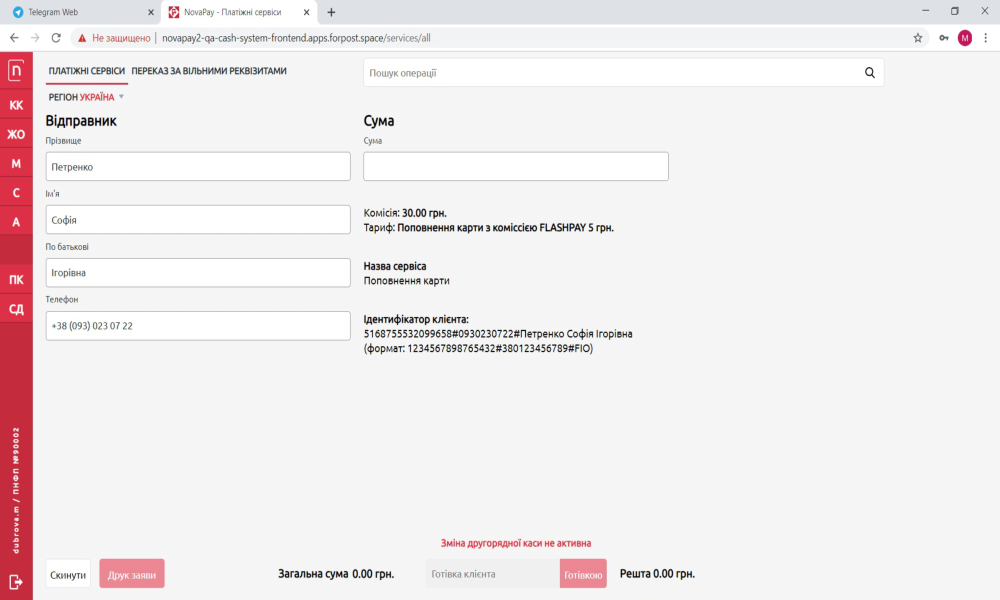 Telegram Web
NovaPay - Платіжні сервіси
Не защищено | novapay2-qa-cash-system-frontend.apps.forpost.space/services/all
M
n
КК
ЖО
М
С
А
ПК
СД
dubrova.m / ПНФП №90002
ПЛАТІЖНІ СЕРВІСИ ПЕРЕКАЗ ЗА ВІЛЬНИМИ РЕКВІЗИТАМИ
Пошук операції
РЕГІОН УКРАЇНА
Відправник
Прізвище
Петренко
Ім'я
Софія
По батькові
Ігорівна
Телефон
+38 (093) 023 07 22
Сума
Сума
Комісія: 30.00 грн.
Тариф: Поповнення карти з коміссією FLASHPAY 5 грн.
Назва сервіса
Поповнення карти
Ідентифікатор клієнта:
5168755532099658#0930230722#Петренко Софія Ігорівна
(формат: 1234567898765432#380123456789#FIO)
Зміна другорядної каси не активна
Скинути
Друк заяви
Загальна сума 0.00 грн.
Готівка клієнта
Готівкою
Решта 0.00 грн.